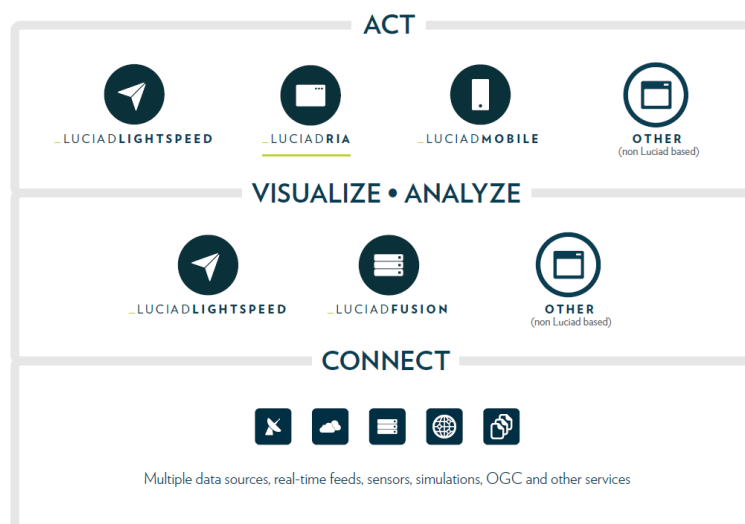 ACT
_LUCIADLIGHTSPEED
_LUCIADRIA
_LUCIADMOBILE
OTHER
(non Luciad based)
VISUALIZE • ANALYZE
_LUCIADLIGHTSPEED
_LUCIADFUSION
OTHER
(non Luciad based)
CONNECT
Multiple data sources, real-time feeds, sensors, simulations, OGC and other services